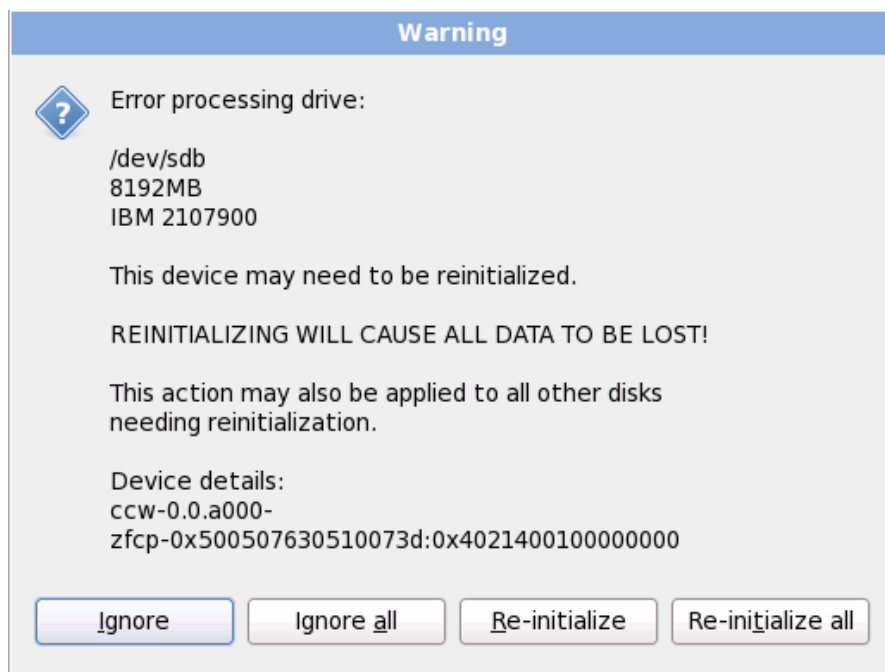 Warning
Error processing drive:
/dev/sdb
8192MB
IBM 2107900
This device may need to be reinitialized.
REINITIALIZING WILL CAUSE ALL DATA TO BE LOST!
This action may also be applied to all other disks
needing reinitialization.
Device details:
ccw-0.0.a000-
zfcp-0x500507630510073d:0x4021400100000000
Ignore
Ignore all
Re-initialize
Re-initialize all